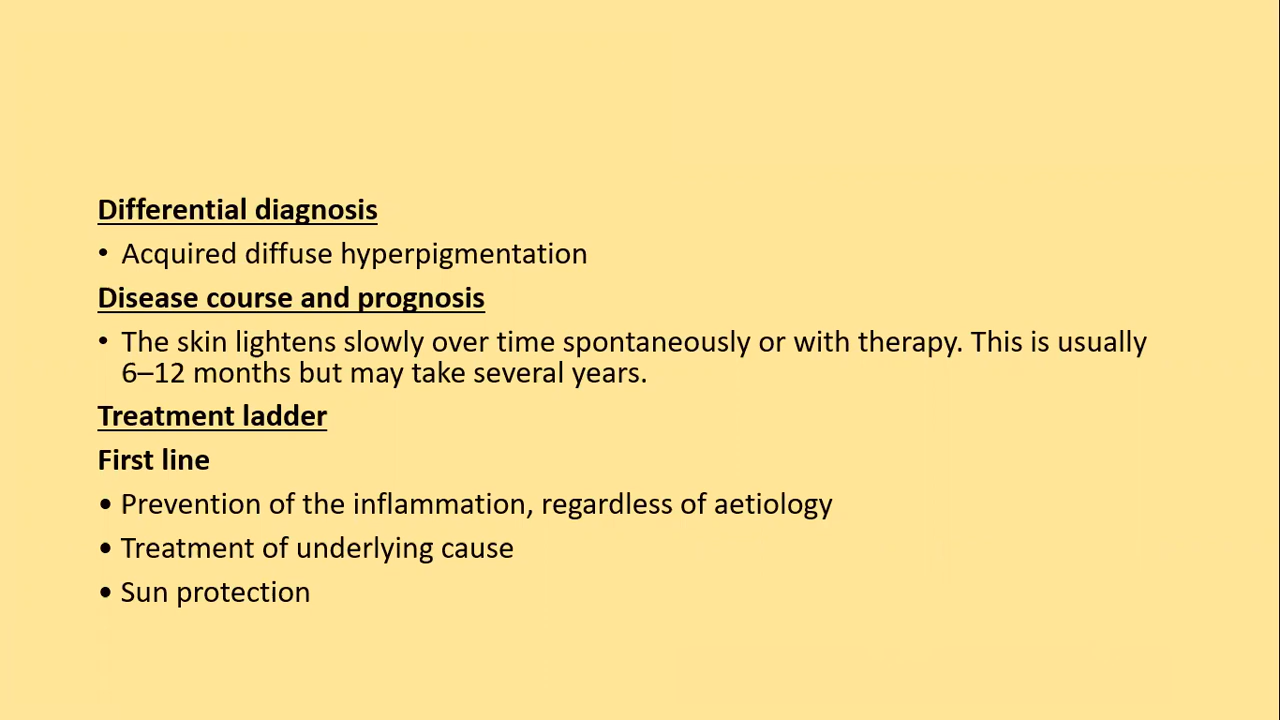 Differential diagnosis
• Acquired diffuse hyperpigmentation
Disease course and prognosis
• The skin lightens slowly over time spontaneously or with therapy. This is usually
6–12 months but may take several years.
Treatment ladder
First line
• Prevention of the inflammation, regardless of aetiology
• Treatment of underlying cause
• Sun protection